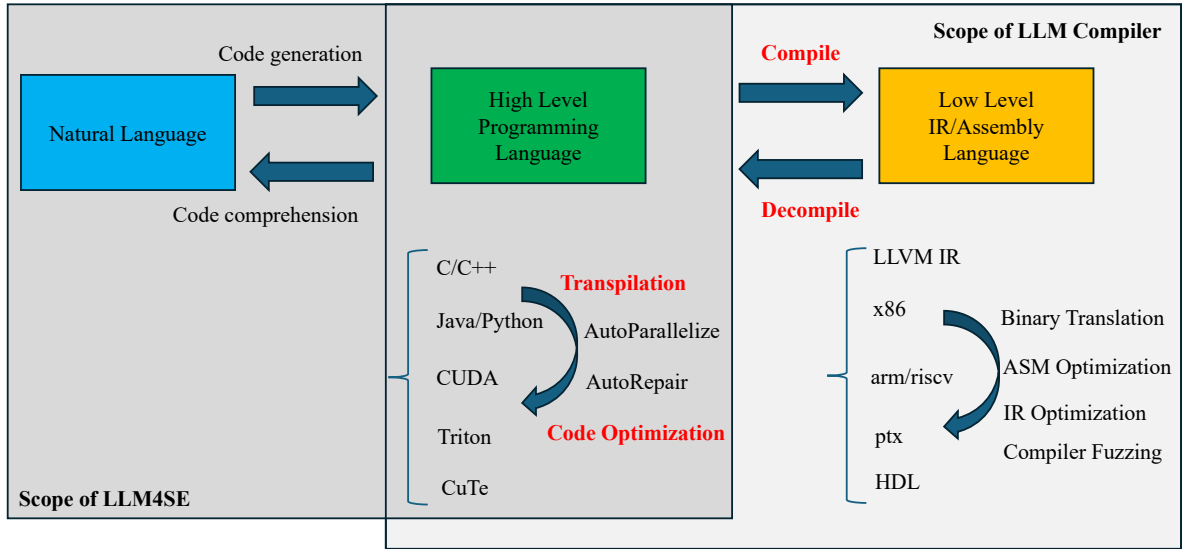 Scope of LLM Compiler
Code generation
Compile
Natural Language
High Level
Programming
Language
Low Level
IR/Assembly
Language
Code comprehension
Decompile
C/C++
Java/Python
CUDA
Triton
CuTe
Transpilation
AutoParallelize
AutoRepair
Code Optimization
LLVM IR
x86
arm/riscv
ptx
HDL
Binary Translation
ASM Optimization
IR Optimization
Compiler Fuzzing
Scope of LLM4SE